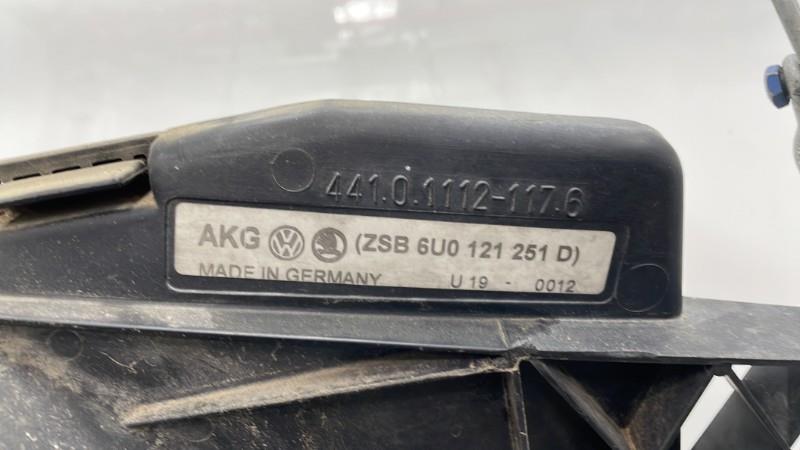 441.0.1112-117.6
AKG (ZSB 6U0 121 251 D)
MADE IN GERMANY U 19 - 0012